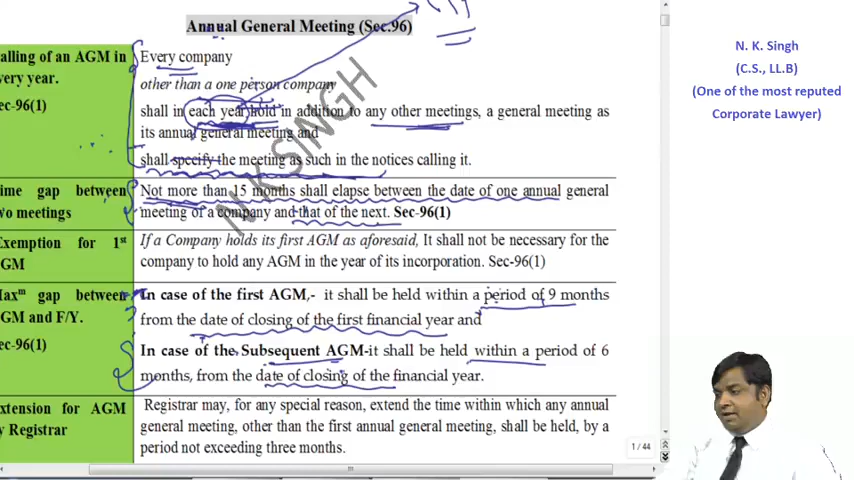 Annual General Meeting (Sec.96)
N. K. Singh
(C.S., LL.B)
(One of the most reputed
Corporate Lawyer)
alling of an AGM in
very year.
Sec-96(1)
Every company
other than a one person company
shall in each year hold in addition to any other meetings, a general meeting as
its annual general meeting and
shall specify the meeting as such in the notices calling it.
ime gap between
wo meetings
Not more than 15 months shall elapse between the date of one annual general
meeting of a company and that of the next. Sec-96(1)
Exemption for 1st
AGM
If a Company holds its first AGM as aforesaid, It shall not be necessary for the
company to hold any AGM in the year of its incorporation. Sec-96(1)
Maxm gap between
AGM and F/Y.
Sec-96(1)
In case of the first AGM,- it shall be held within a period of 9 months
from the date of closing of the first financial year and
In case of the Subsequent AGM-it shall be held within a period of 6
months, from the date of closing of the financial year.
Extension for AGM
y Registrar
Registrar may, for any special reason, extend the time within which any annual
general meeting, other than the first annual general meeting, shall be held, by a
period not exceeding three months.
N K SINGH
1 / 44